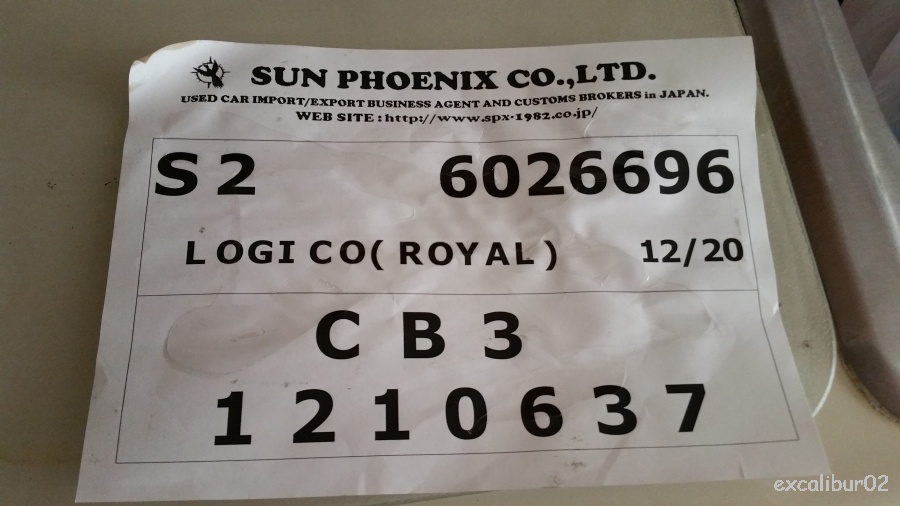 SUN PHOENIX CO.,LTD.
USED CAR IMPORT/EXPORT BUSINESS AGENT AND CUSTOMS BROKERS in JAPAN.
WEB SITE : http://www.spx-1982.co.jp/
S2 6026696
LOGICO(ROYAL) 12/20
CB3
1210637
excalibur02